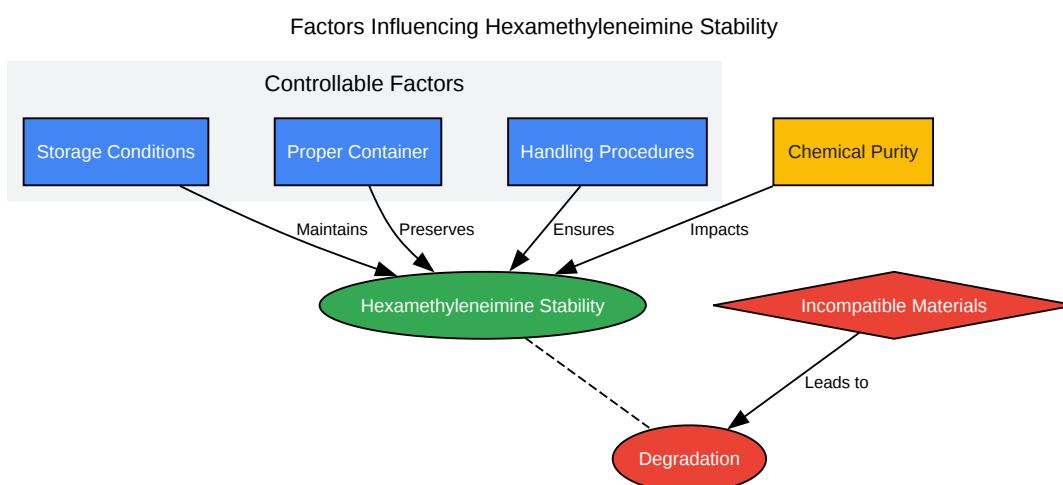 Factors Influencing Hexamethyleneimine Stability
Controllable Factors
Storage Conditions
Proper Container
Handling Procedures
Chemical Purity
Maintains
Preserves
Ensures
Impacts
Hexamethyleneimine Stability
Incompatible Materials
Leads to
Degradation